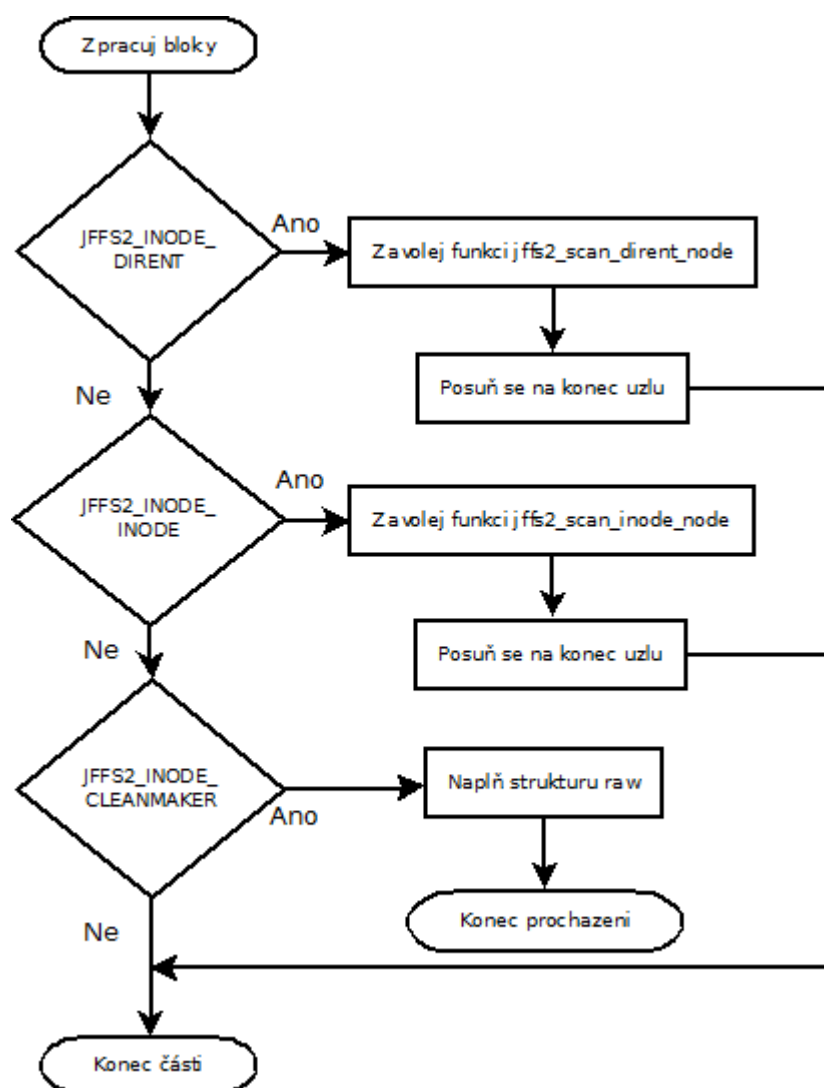 Zpracuj bloky
JFFS2_INODE_
DIRENT
Ano
Zavolej funkci jffs2_scan_dirent_node
Posuň se na konec uzlu
Ne
JFFS2_INODE_
INODE
Ano
Zavolej funkci jffs2_scan_inode_node
Posuň se na konec uzlu
Ne
JFFS2_INODE_
CLEANMAKER
Ano
Naplň strukturu raw
Konec prochazeni
Ne
Konec části